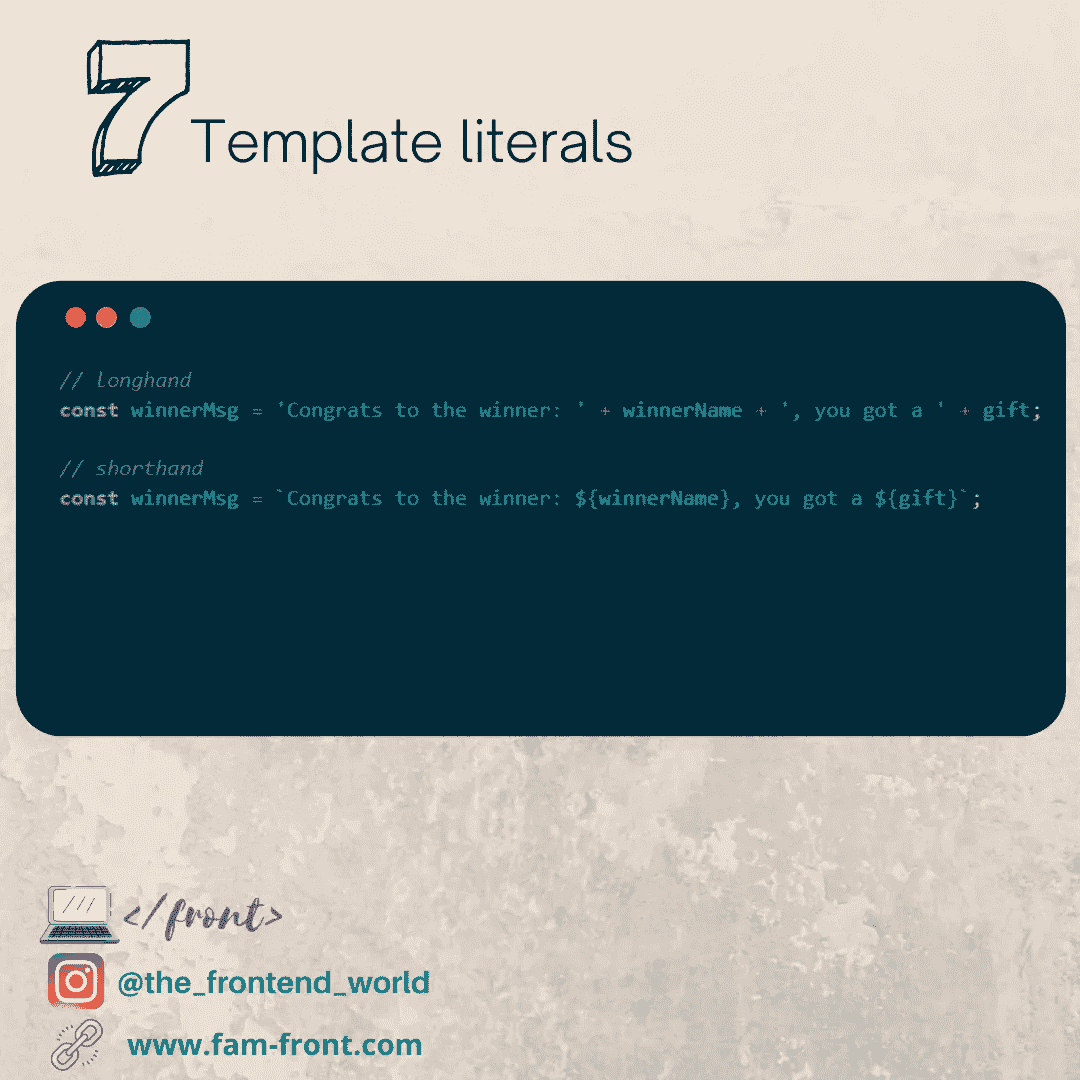 7 Template literals
// longhand
const winnerMsg = 'Congrats to the winner: ' + winnerName + ', you got a ' + gift;
// shorthand
const winnerMsg = `Congrats to the winner: ${winnerName}, you got a ${gift}`;
</front>
@the_frontend_world
www.fam-front.com